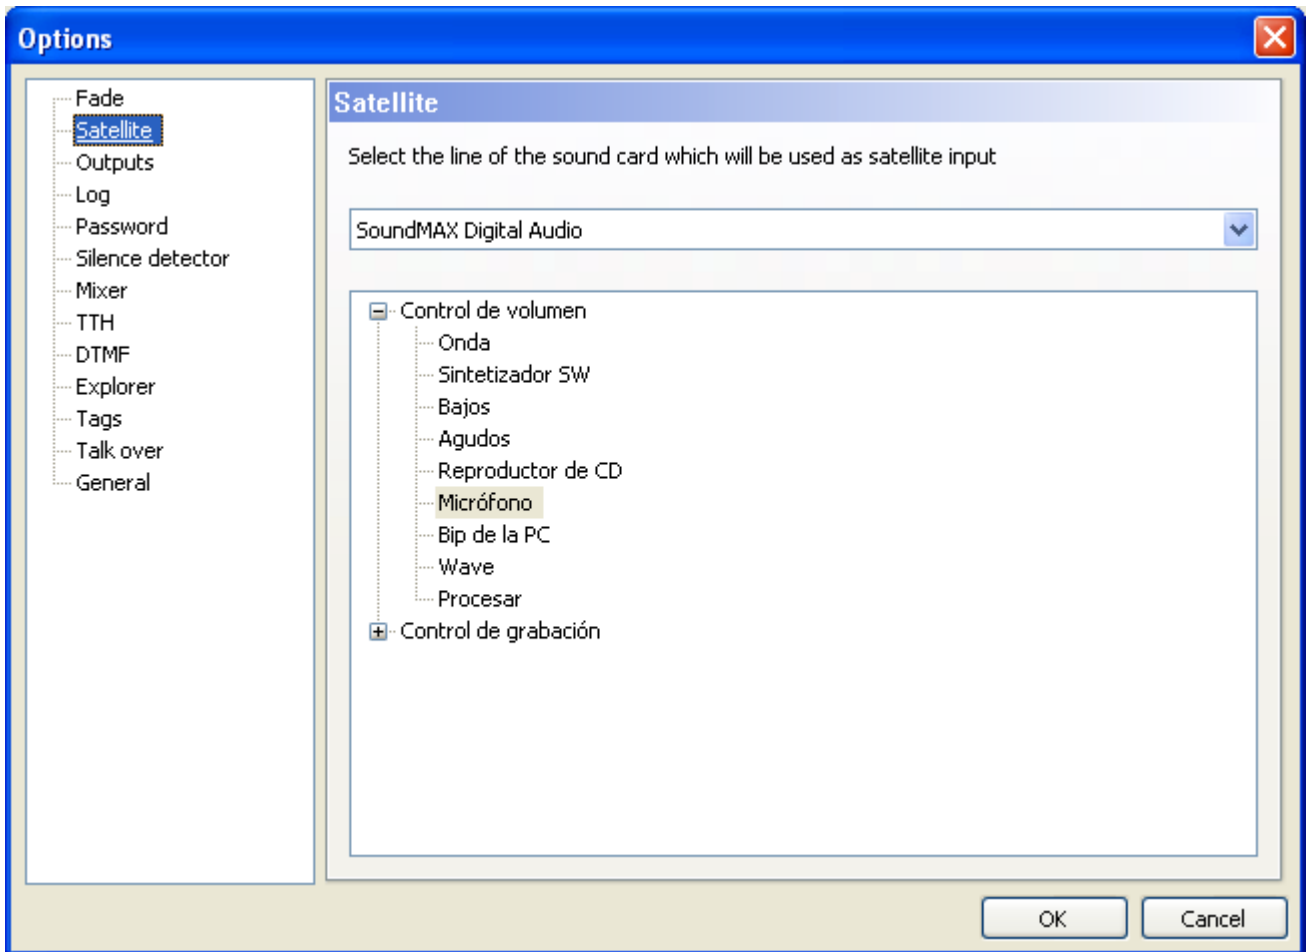 Options
Fade
Satellite
Outputs
Log
Password
Silence detector
Mixer
TTH
DTMF
Explorer
Tags
Talk over
General
Satellite
Select the line of the sound card which will be used as satellite input
SoundMAX Digital Audio
Control de volumen
Onda
Sintetizador SW
Bajos
Agudos
Reproductor de CD
Micrófono
Bip de la PC
Wave
Procesar
Control de grabación
OK
Cancel